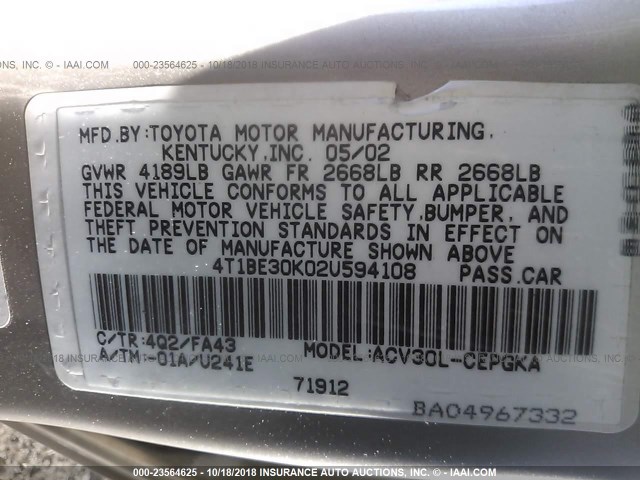 INSURANCE AUTO AUCTIONS, INC. - IAAI.COM 000-23564625 - 10/18/2018 INSURANCE AUTO AUCTIONS, INC. - IAAI.COM
MFD.BY:TOYOTA MOTOR MANUFACTURING,
KENTUCKY,INC. 05/02
GVWR 4189LB GAWR FR 2668LB RR 2668LB
THIS VEHICLE CONFORMS TO ALL APPLICABLE
FEDERAL MOTOR VEHICLE SAFETY,BUMPER, AND
THEFT PREVENTION STANDARDS IN EFFECT ON
THE DATE OF MANUFACTURE SHOWN ABOVE
4T1BE30K02U594108 PASS.CAR
C/TR:4Q2/FA43 MODEL:ACV30L-CEPGKA
A/TM:-01A/U241E
71912
BA04967332
000-23564625 - 10/18/2018 INSURANCE AUTO AUCTIONS, INC. - IAAI.COM